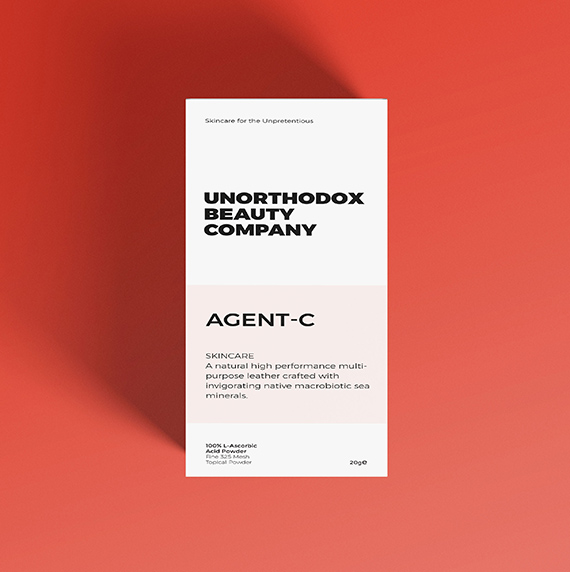 Skincare for the Unpretentious
UNORTHODOX
BEAUTY
COMPANY
AGENT-C
SKINCARE
A natural high performance multi-
purpose leather crafted with
invigorating native macrobiotic sea
minerals.
100% L-Ascorbic
Acid Powder
Fine 325 Mesh
Topical Powder
20g℮